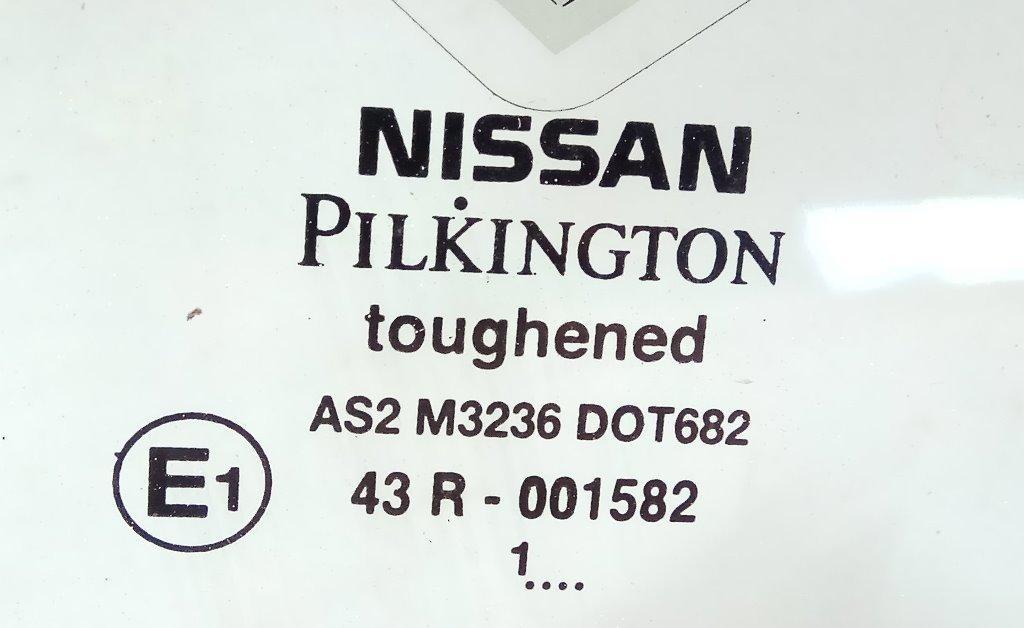 NISSAN
PILKINGTON
toughened
AS2 M3236 DOT682
E1
43 R - 001582
1....